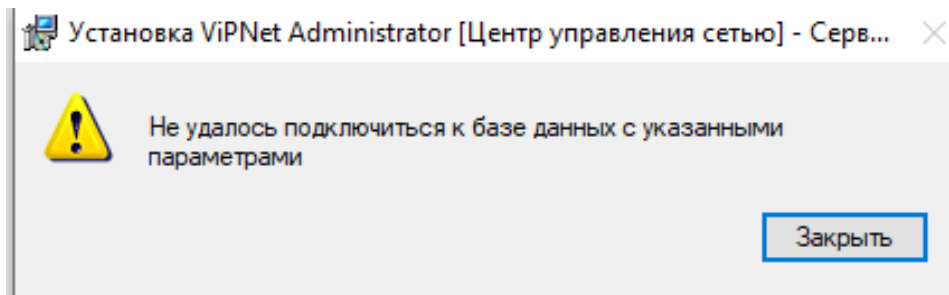 Установка ViPNet Administrator [Центр управления сетью] - Серв...
Не удалось подключиться к базе данных с указанными
параметрами
Закрыть